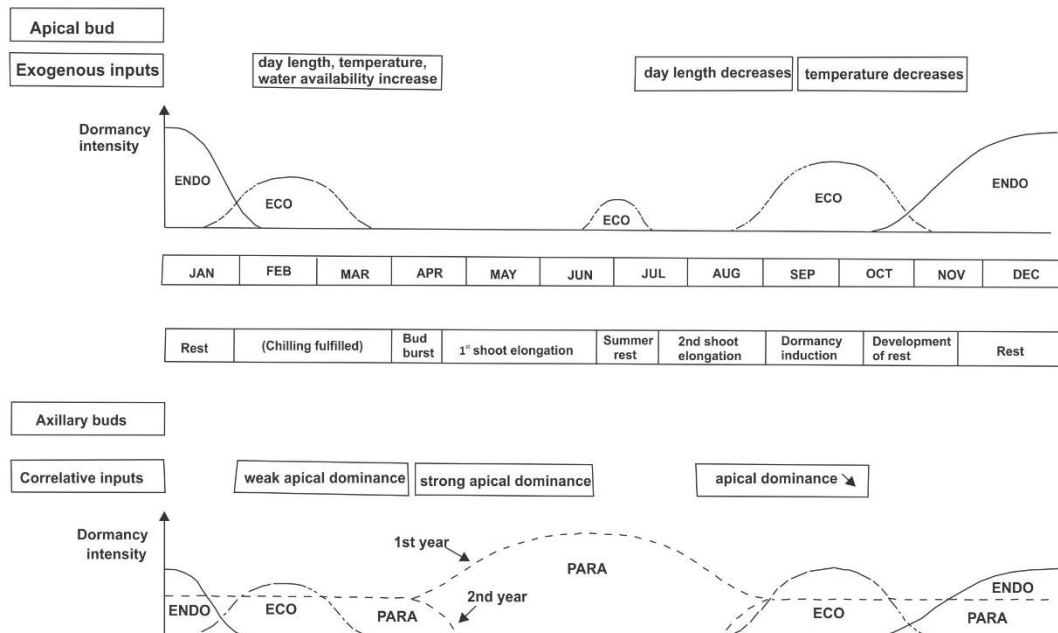 Apical bud
Exogenous inputs
day length, temperature,
water availability increase
day length decreases
temperature decreases
Dormancy
intensity
ENDO
ECO
ECO
ECO
ENDO
JAN FEB MAR APR MAY JUN JUL AUG SEP OCT NOV DEC
Rest
(Chilling fulfilled)
Bud
burst
1st shoot elongation
Summer
rest
2nd shoot
elongation
Dormancy
induction
Development
of rest
Rest
Axillary buds
Correlative inputs
weak apical dominance
strong apical dominance
apical dominance ↘
Dormancy
intensity
1st year
2nd year
ENDO
ECO
PARA
PARA
ECO
ENDO
PARA